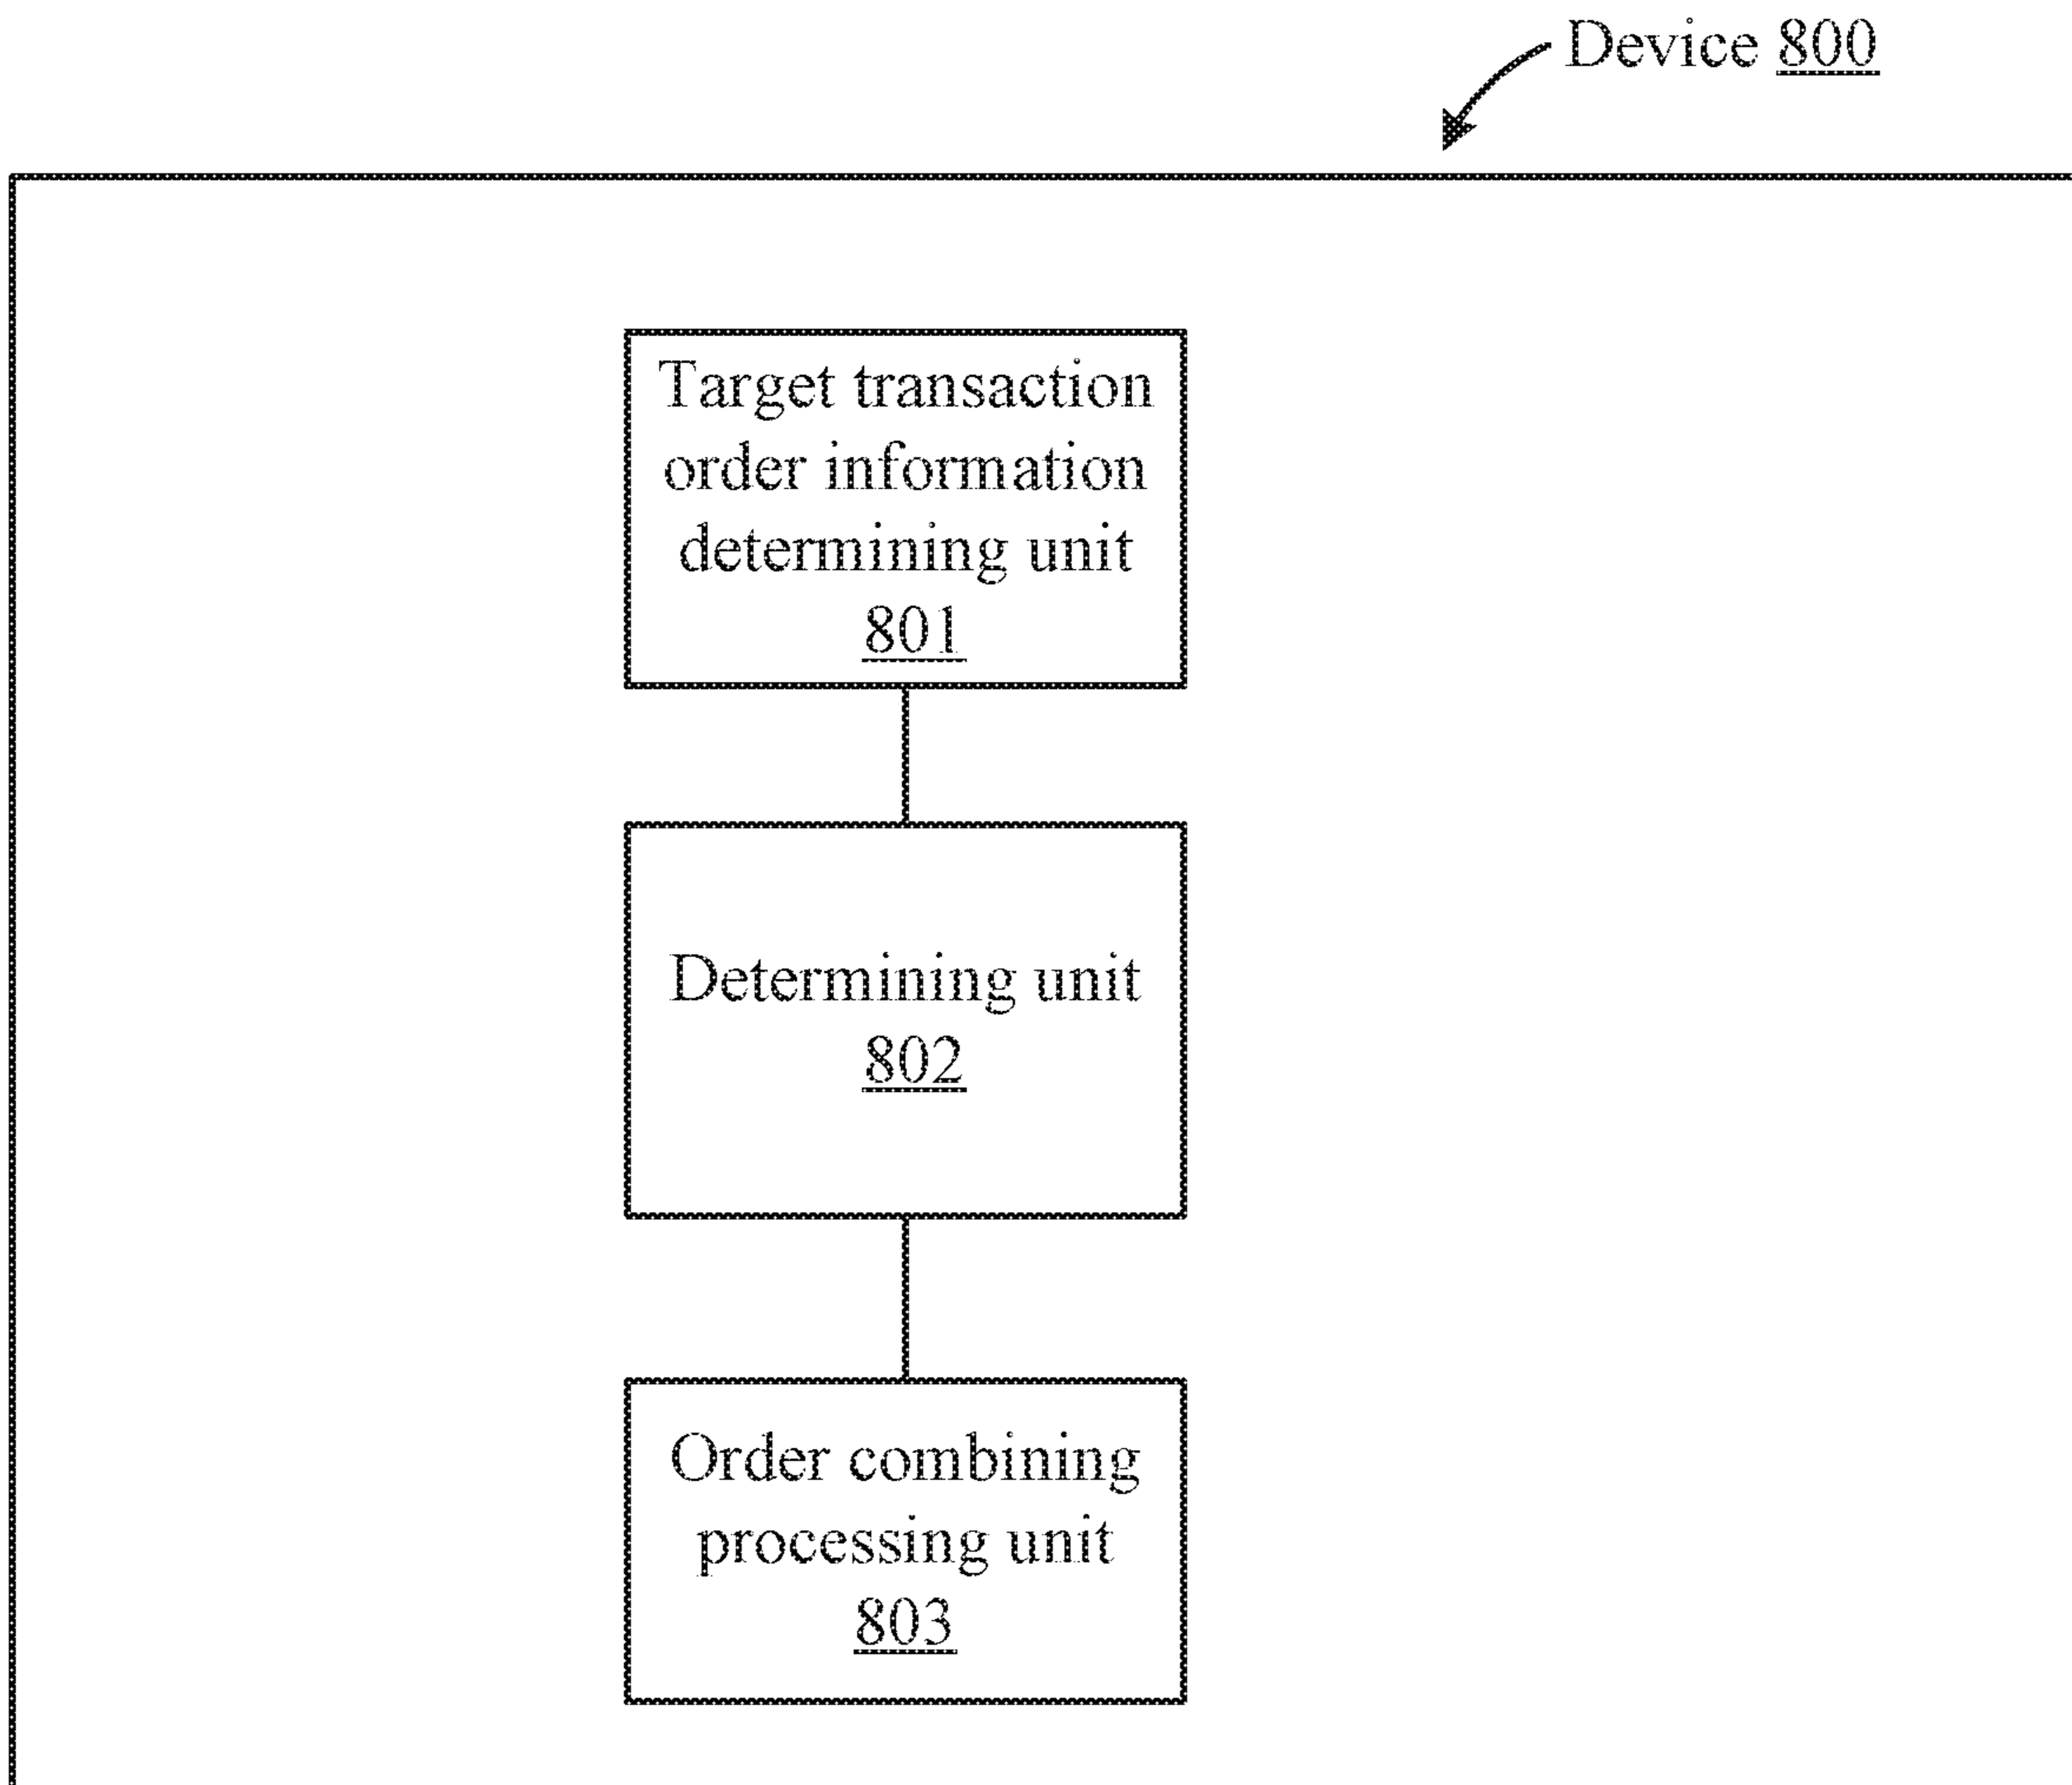 Device 800
Target transaction
order information
determining unit
801
Determining unit
802
Order combining
processing unit
803